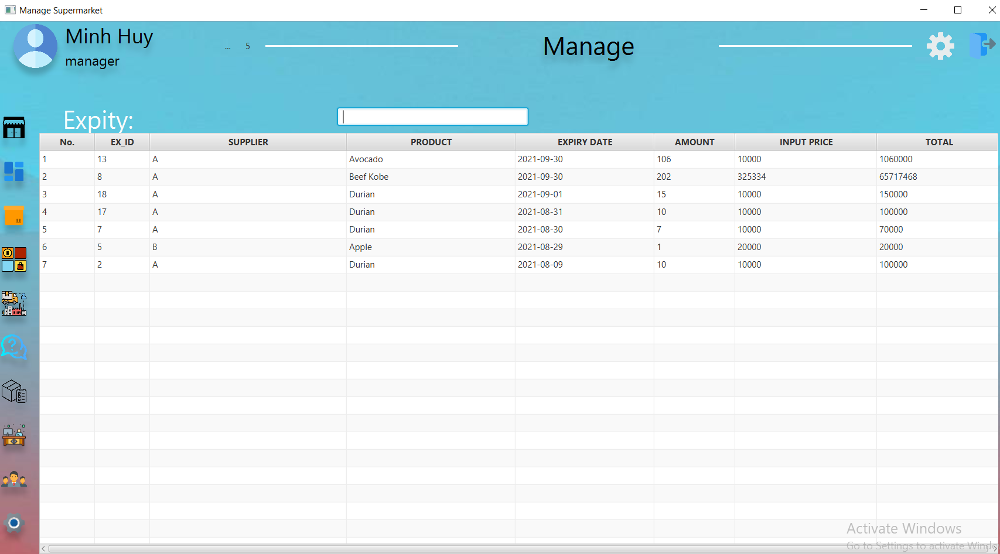 Manage Supermarket
Minh Huy
manager
... 5
Manage
Expity:
No. EX_ID SUPPLIER PRODUCT EXPIRY DATE AMOUNT INPUT PRICE TOTAL
1 13 A Avocado 2021-09-30 106 10000 1060000
2 8 A Beef Kobe 2021-09-30 202 325334 65717468
3 18 A Durian 2021-09-01 15 10000 150000
4 17 A Durian 2021-08-31 10 10000 100000
5 7 A Durian 2021-08-30 7 10000 70000
6 5 B Apple 2021-08-29 1 20000 20000
7 2 A Durian 2021-08-09 10 10000 100000
Activate Windows
Go to Settings to activate Windo